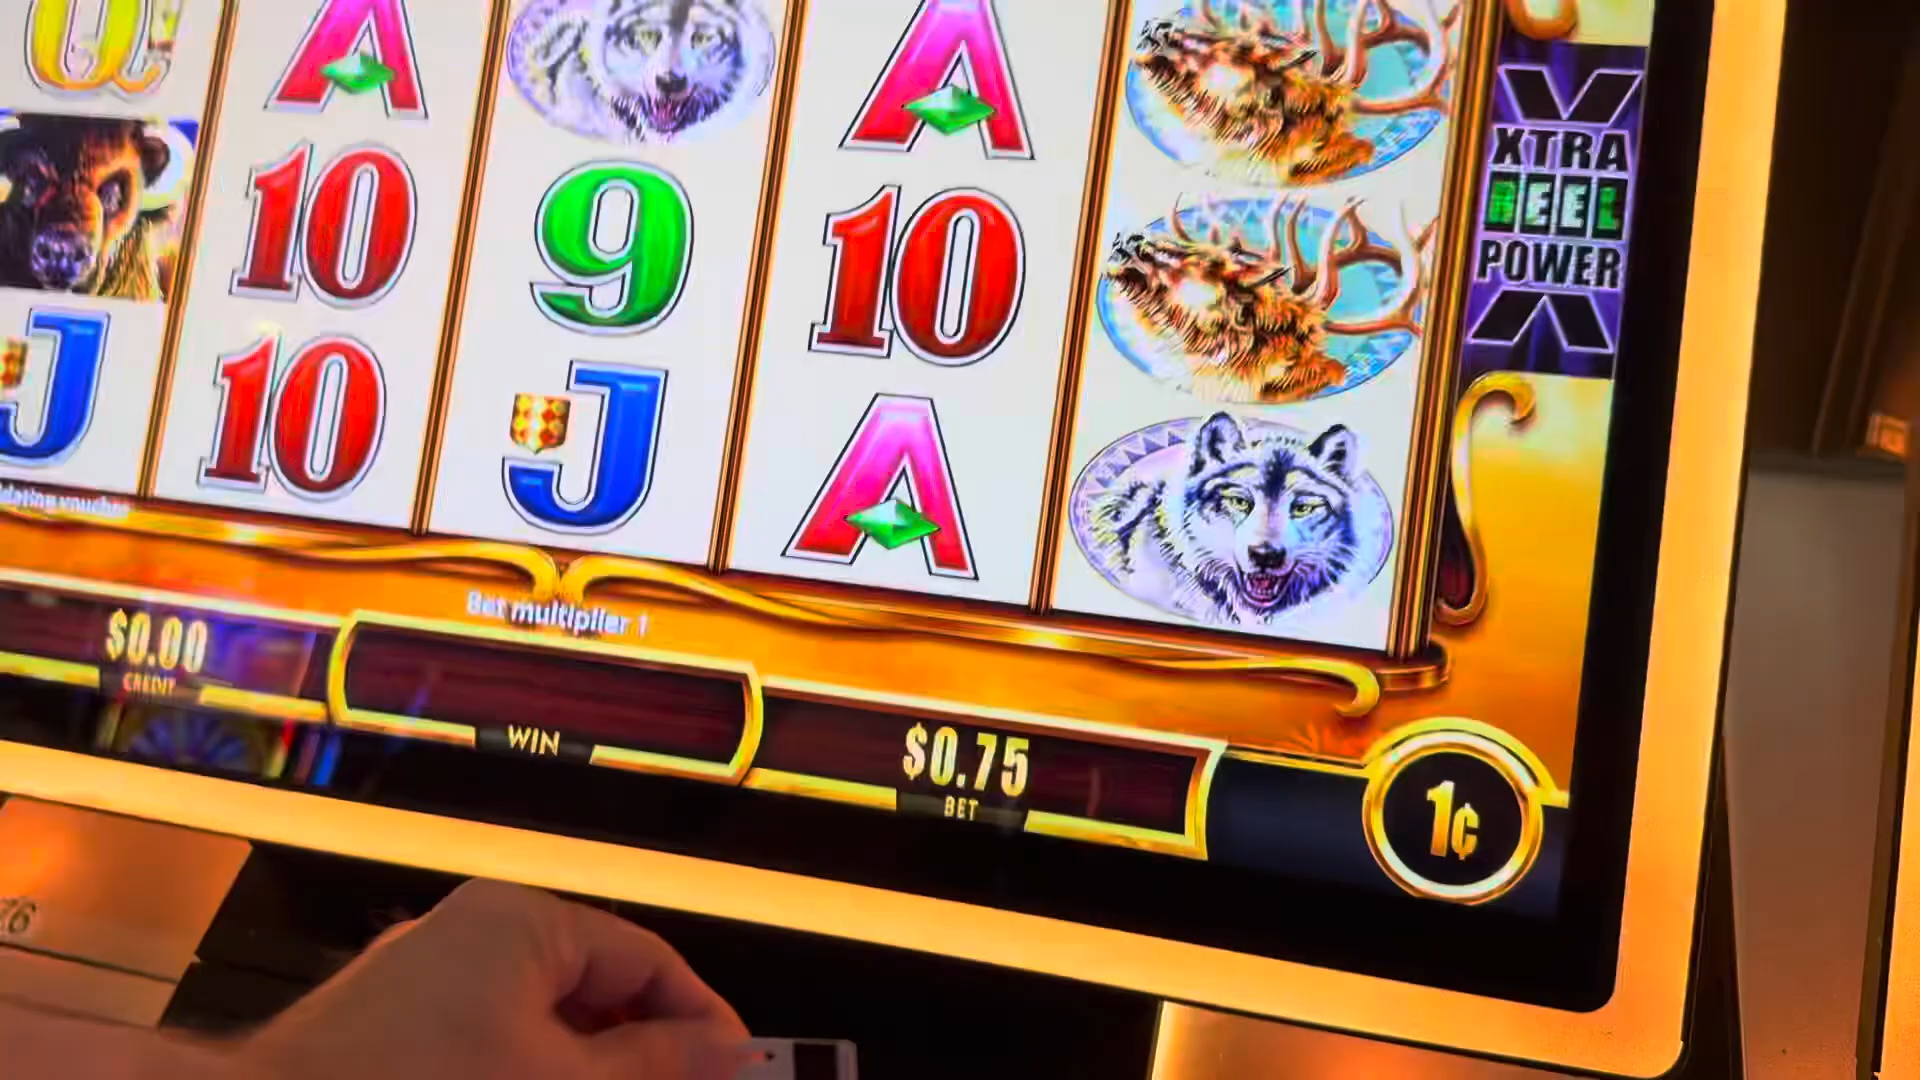 Q A A
10 9 10
J 10 J A
XTRA
REEL
POWER
Bet multiplier 1
$0.00
CREDIT
WIN
$0.75
BET
1¢